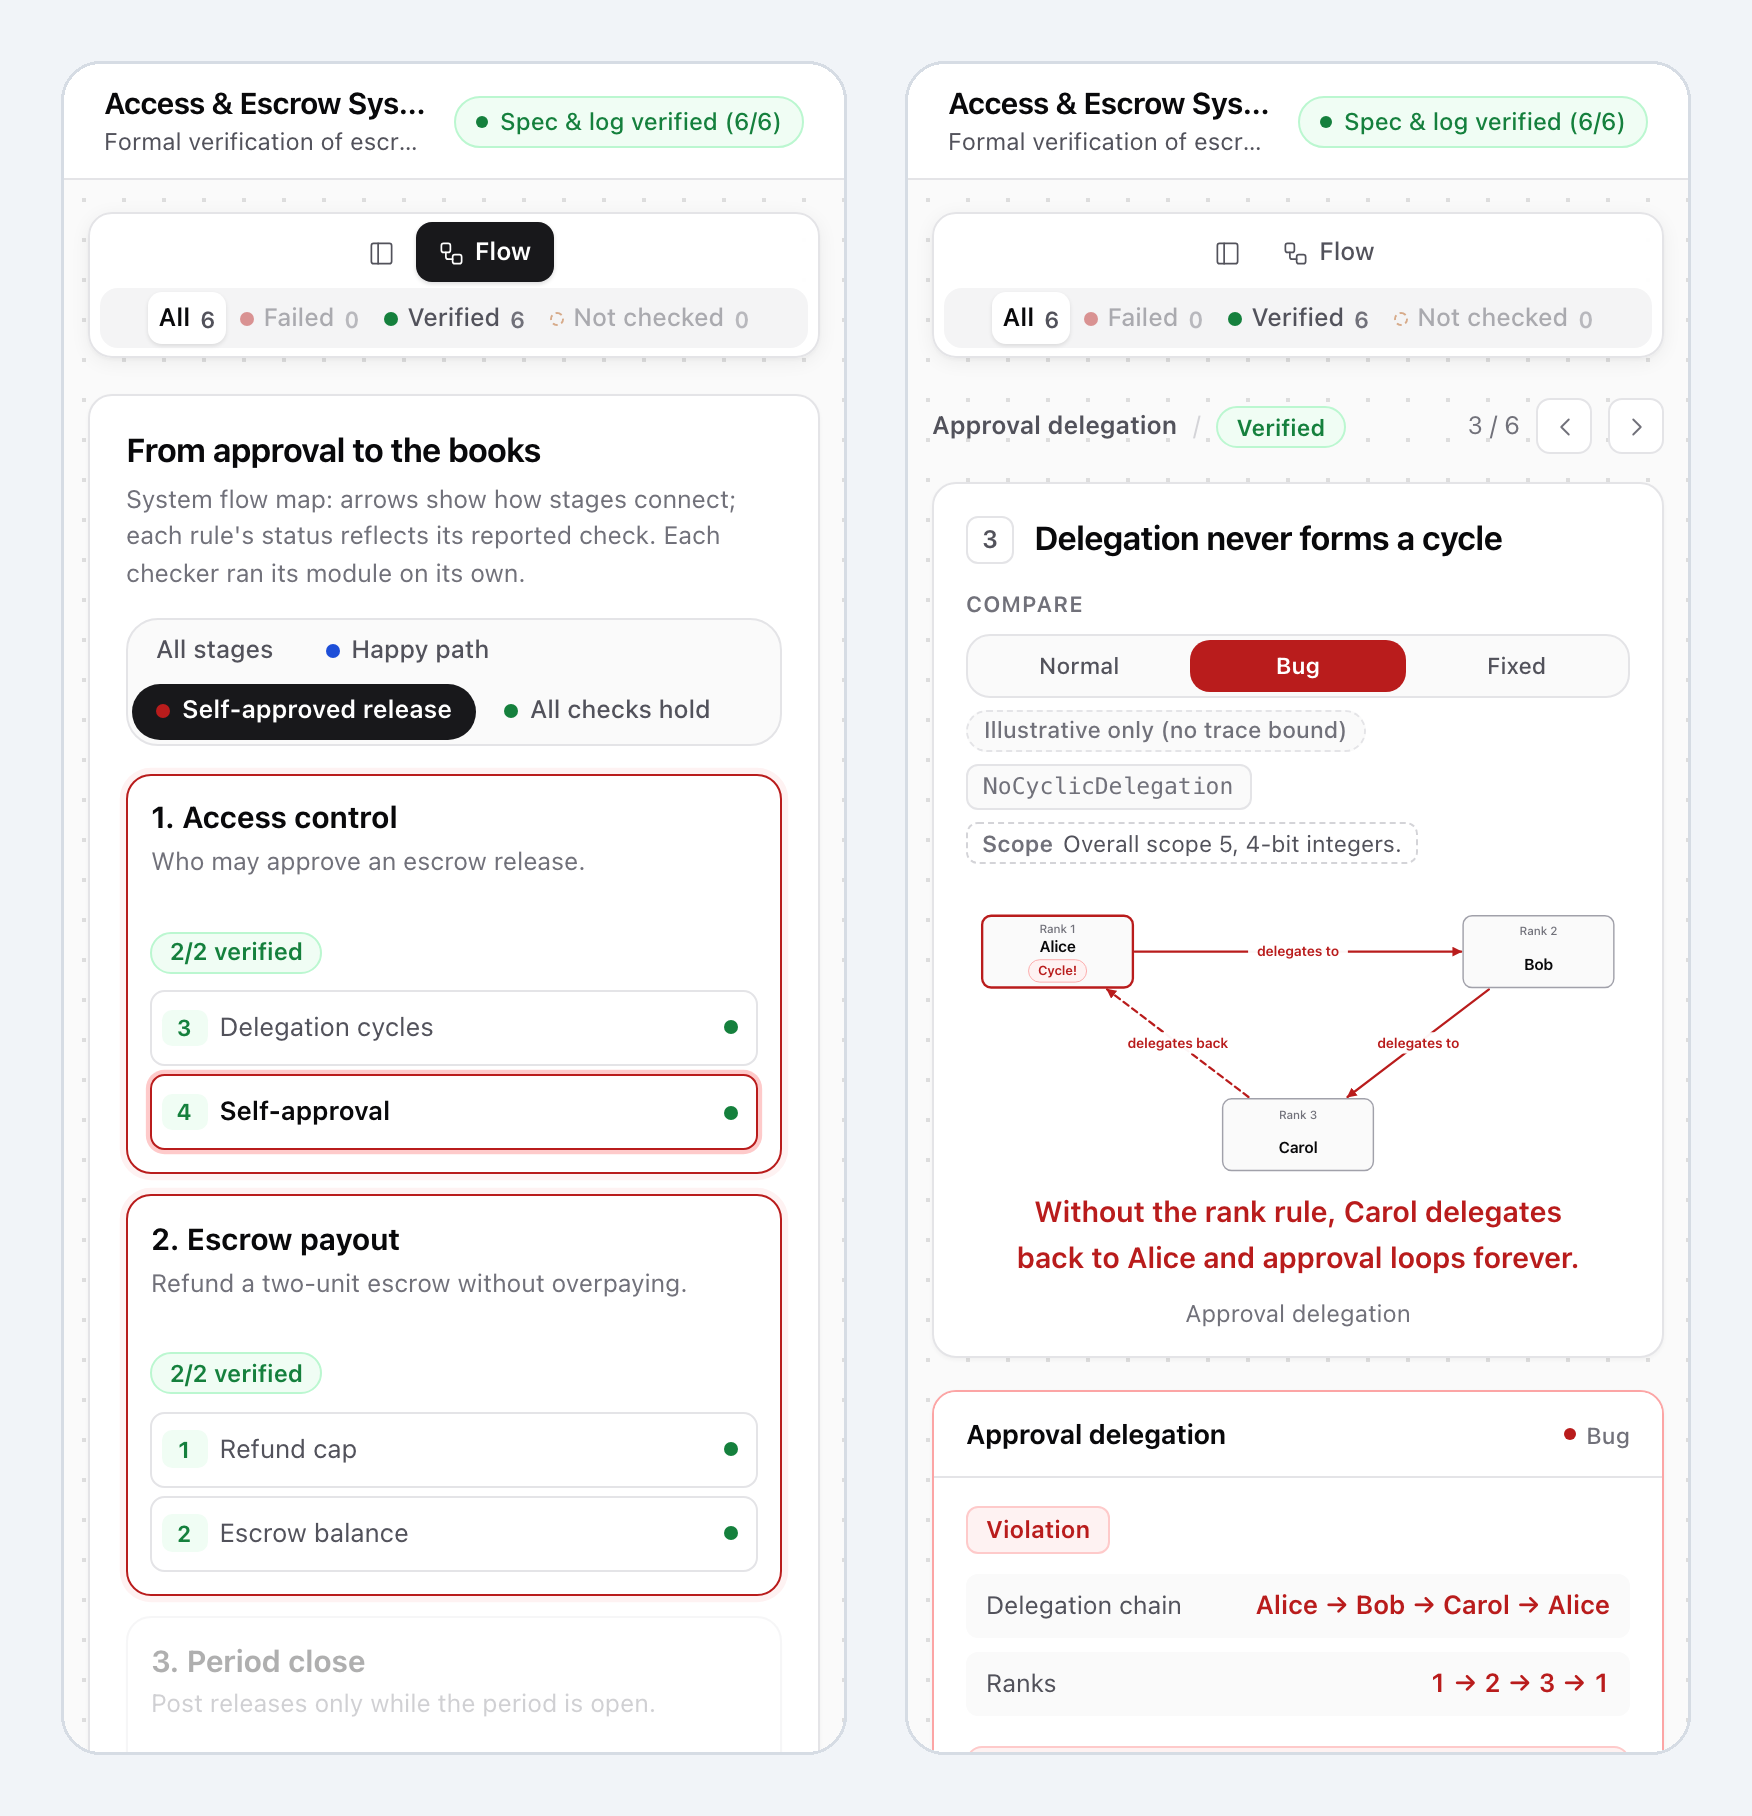 Access & Escrow Sys...
Formal verification of escr...
Spec & log verified (6/6)
Flow
All 6
Failed 0
Verified 6
Not checked 0
From approval to the books
System flow map: arrows show how stages connect;
each rule's status reflects its reported check. Each
checker ran its module on its own.
All stages
Happy path
Self-approved release
All checks hold
1. Access control
Who may approve an escrow release.
2/2 verified
3 Delegation cycles
4 Self-approval
2. Escrow payout
Refund a two-unit escrow without overpaying.
2/2 verified
1 Refund cap
2 Escrow balance
3. Period close
Post releases only while the period is open.
Access & Escrow Sys...
Formal verification of escr...
Spec & log verified (6/6)
Flow
All 6
Failed 0
Verified 6
Not checked 0
Approval delegation / Verified
3 / 6
3 Delegation never forms a cycle
COMPARE
Normal
Bug
Fixed
Illustrative only (no trace bound)
NoCyclicDelegation
Scope Overall scope 5, 4-bit integers.
Rank 1
Alice
Cycle!
delegates to
Rank 2
Bob
delegates back
delegates to
Rank 3
Carol
Without the rank rule, Carol delegates
back to Alice and approval loops forever.
Approval delegation
Approval delegation
Bug
Violation
Delegation chain
Alice → Bob → Carol → Alice
Ranks
1 → 2 → 3 → 1